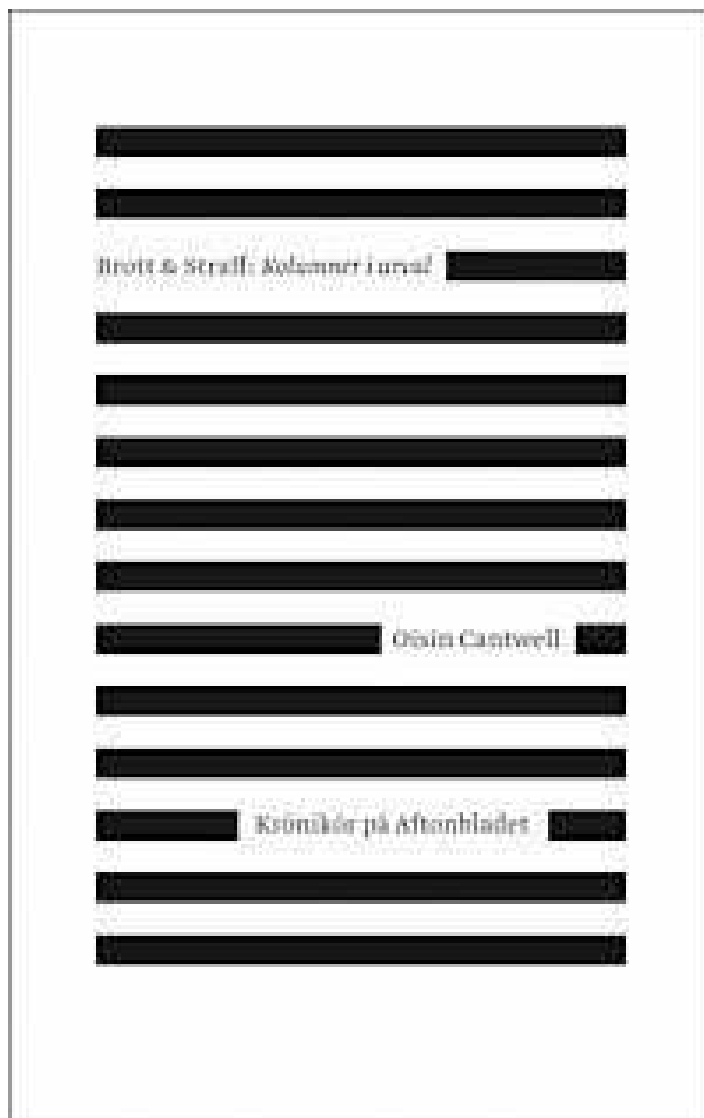 Brott & Straff: Kolumner i urval
Oisín Cantwell
Krönikör på Aftonbladet